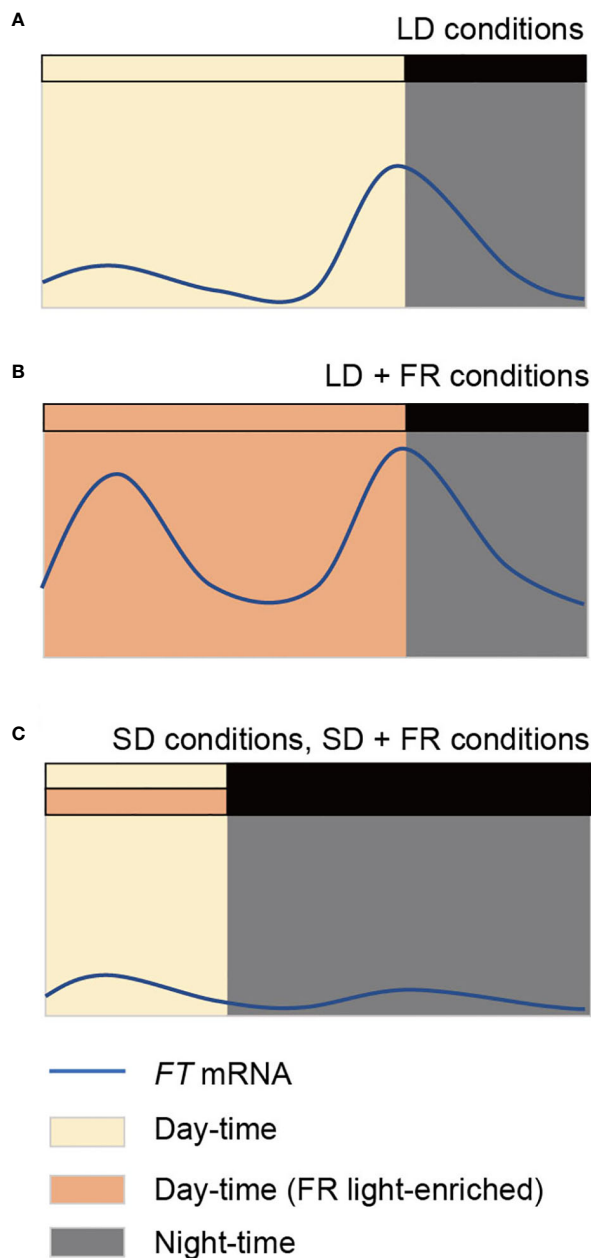 A
LD conditions
B
LD + FR conditions
C
SD conditions, SD + FR conditions
FT mRNA
Day-time
Day-time (FR light-enriched)
Night-time